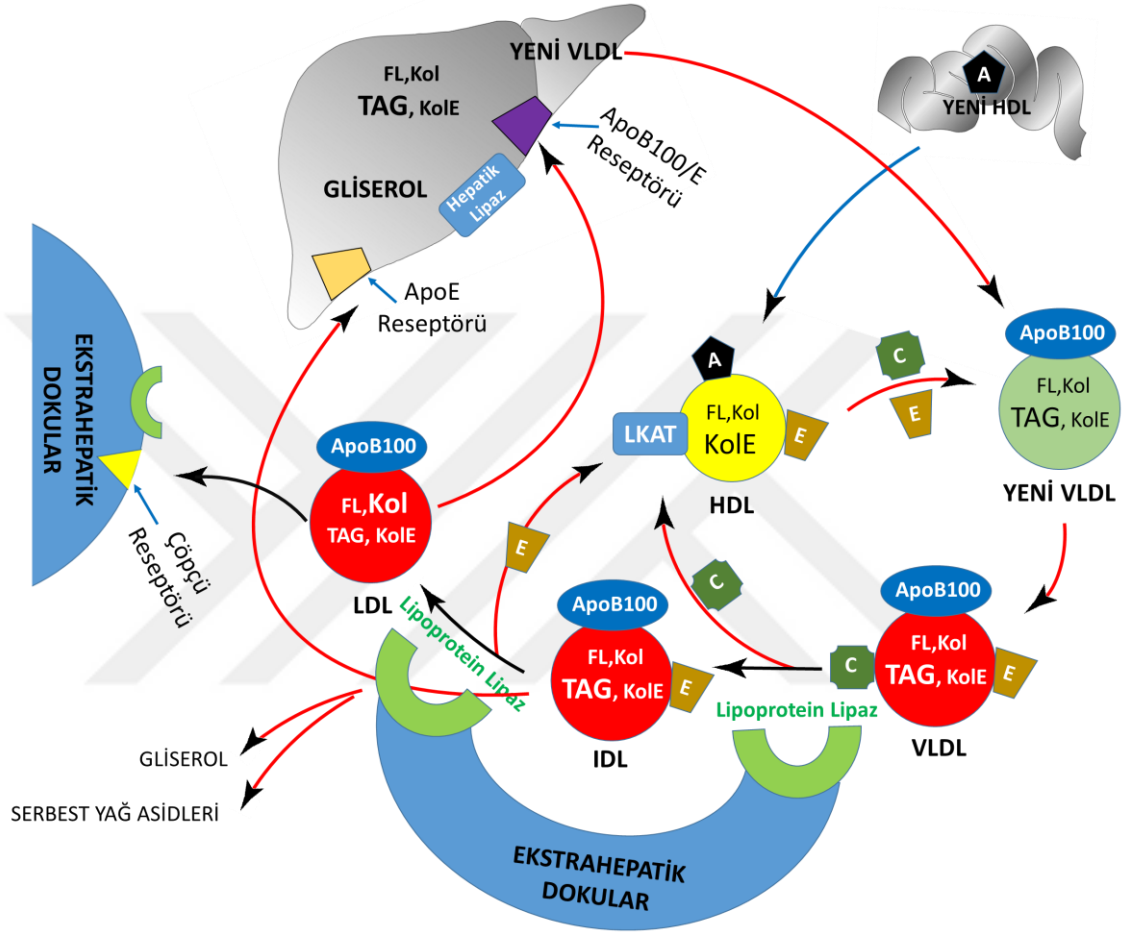 YENİ VLDL
FL,Kol
TAG, KolE
GLİSEROL
Hepatik
Lipaz
ApoB100/E
Reseptörü
ApoE
Reseptörü
A
YENİ HDL
EKSTRAHEPATİK
DOKULAR
Çöpçü
Reseptörü
ApoB100
FL,Kol
TAG, KolE
LDL
A
LKAT
FL,Kol
KolE
E
HDL
C
E
ApoB100
FL,Kol
TAG, KolE
YENİ VLDL
E
C
Lipoprotein Lipaz
ApoB100
FL,Kol
TAG, KolE
E
IDL
ApoB100
C
FL,Kol
TAG, KolE
E
VLDL
Lipoprotein Lipaz
GLİSEROL
SERBEST YAĞ ASİDLERİ
EKSTRAHEPATİK
DOKULAR